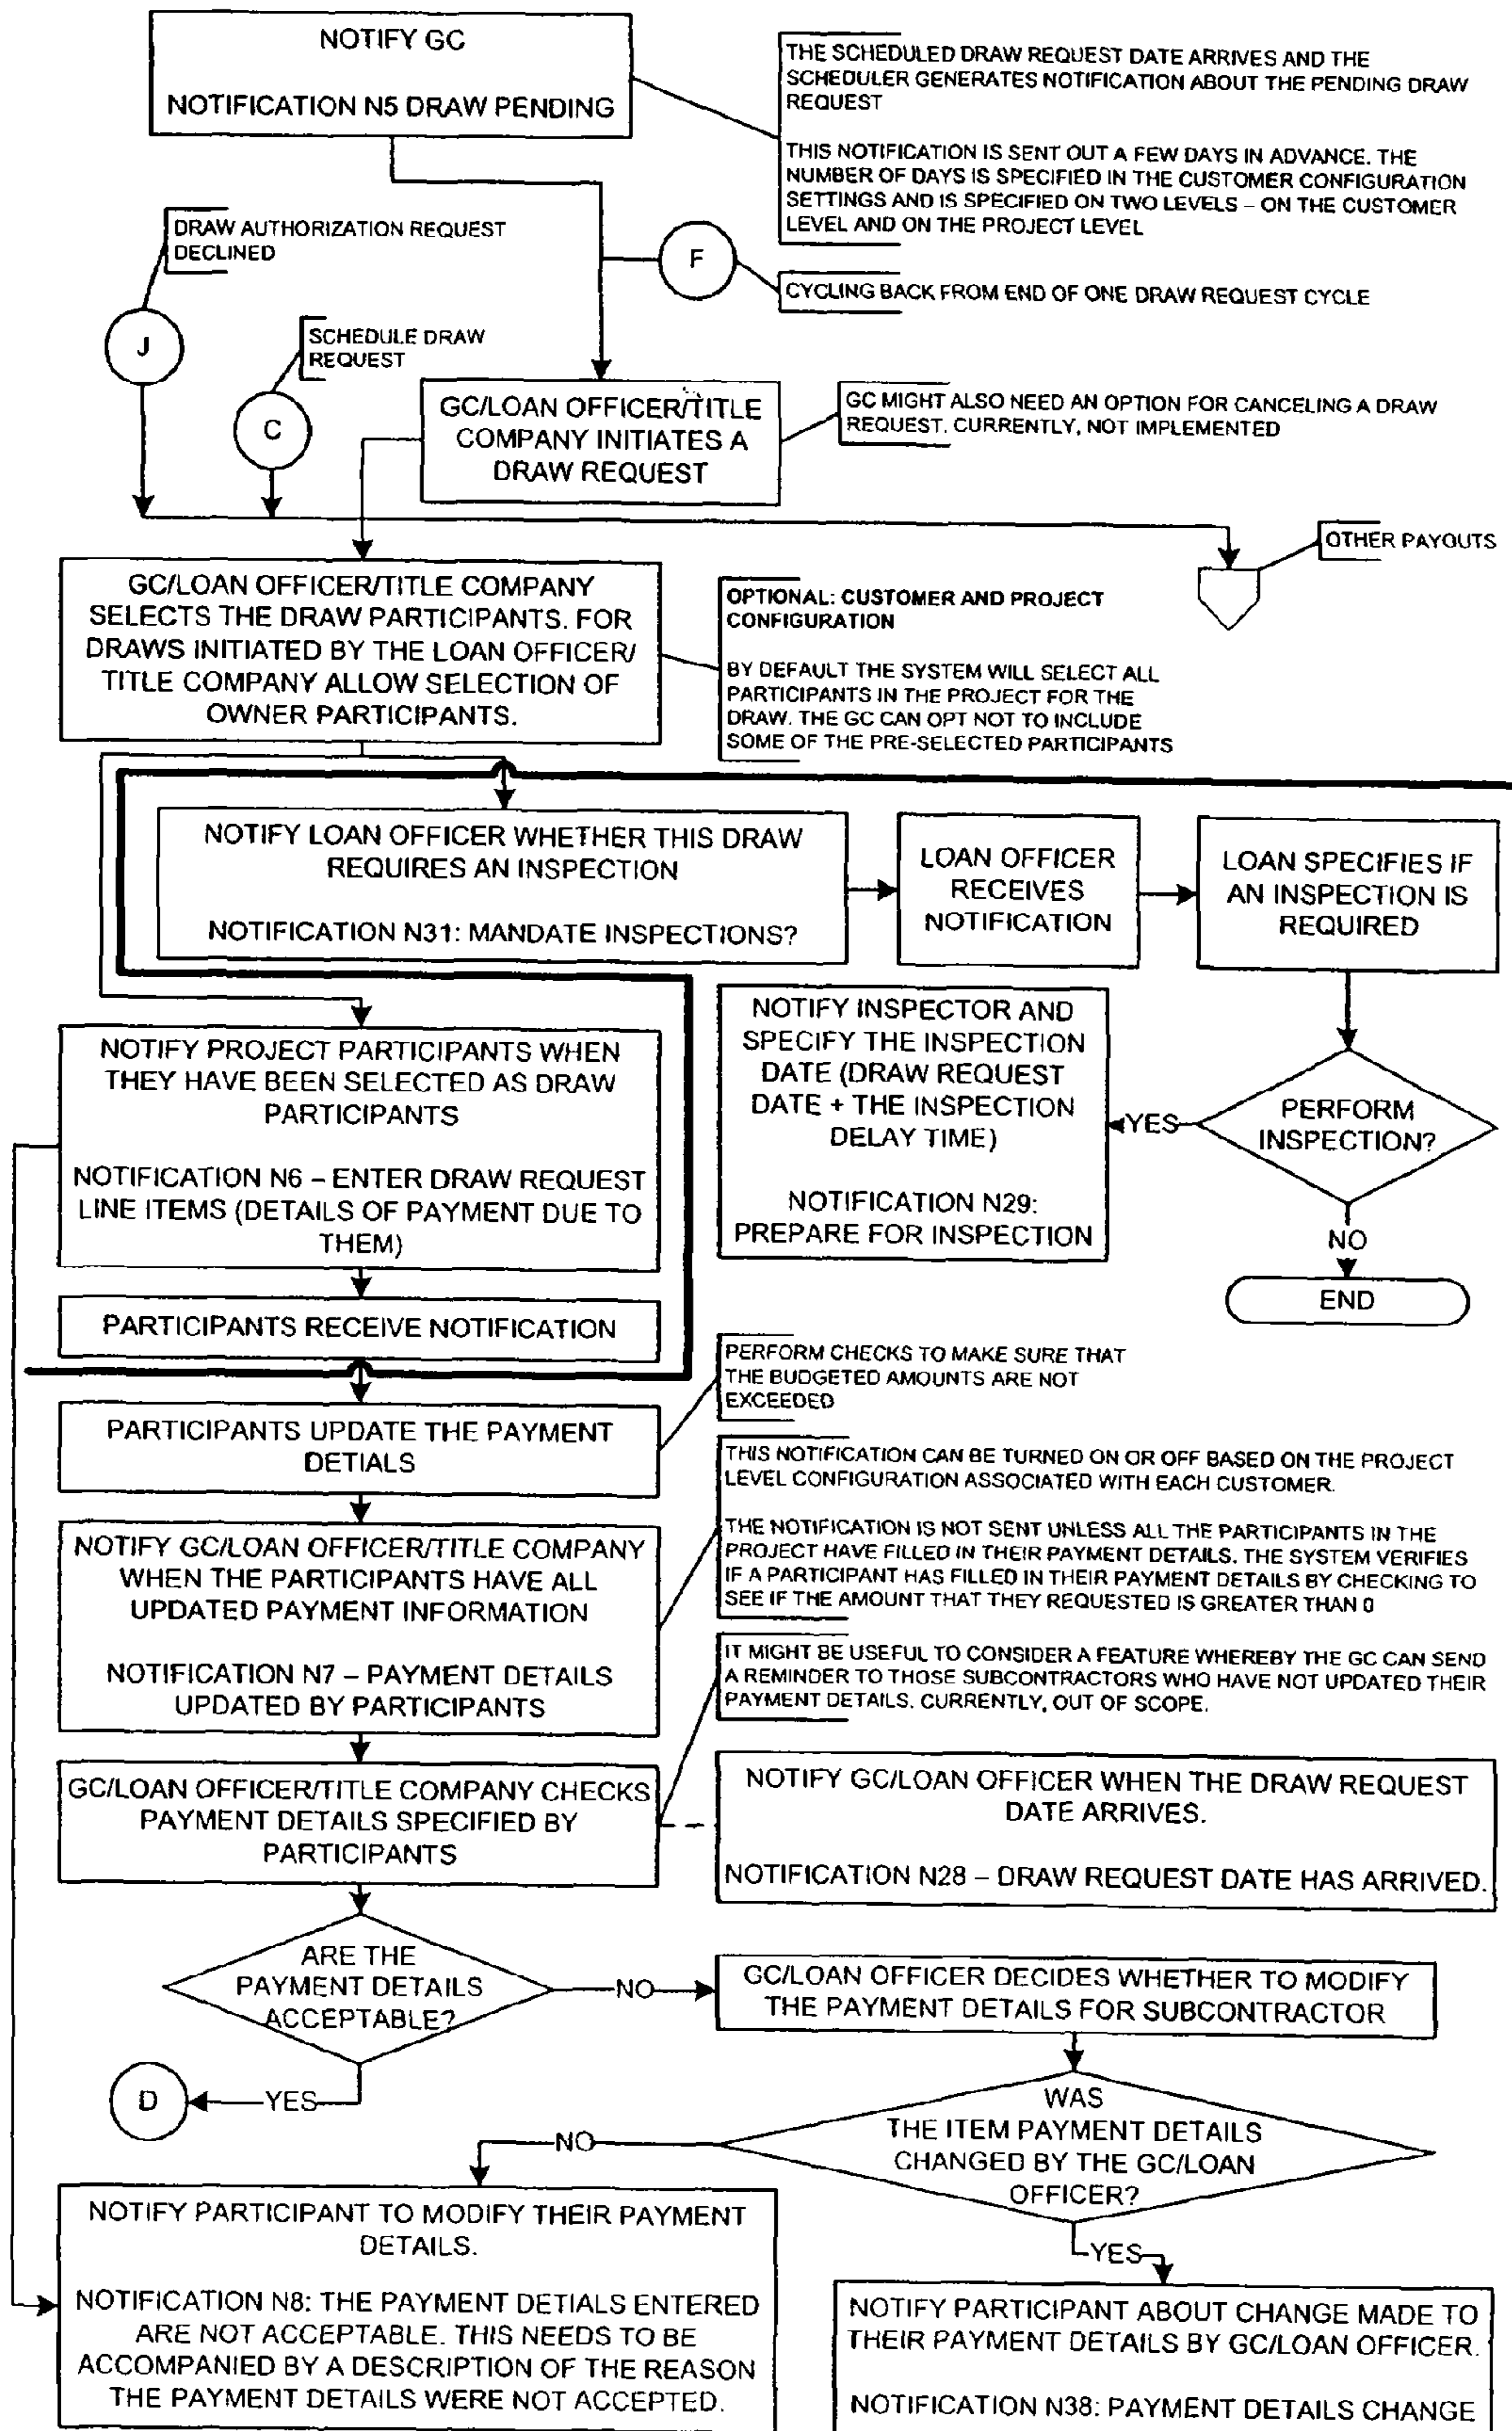 NOTIFY GC
NOTIFICATION N5 DRAW PENDING
THE SCHEDULED DRAW REQUEST DATE ARRIVES AND THE
SCHEDULER GENERATES NOTIFICATION ABOUT THE PENDING DRAW
REQUEST
THIS NOTIFICATION IS SENT OUT A FEW DAYS IN ADVANCE. THE
NUMBER OF DAYS IS SPECIFIED IN THE CUSTOMER CONFIGURATION
SETTINGS AND IS SPECIFIED ON TWO LEVELS – ON THE CUSTOMER
LEVEL AND ON THE PROJECT LEVEL
DRAW AUTHORIZATION REQUEST
DECLINED
F
CYCLING BACK FROM END OF ONE DRAW REQUEST CYCLE
J
SCHEDULE DRAW
REQUEST
C
GC/LOAN OFFICER/TITLE
COMPANY INITIATES A
DRAW REQUEST
GC MIGHT ALSO NEED AN OPTION FOR CANCELING A DRAW
REQUEST. CURRENTLY, NOT IMPLEMENTED
OTHER PAYOUTS
GC/LOAN OFFICER/TITLE COMPANY
SELECTS THE DRAW PARTICIPANTS. FOR
DRAWS INITIATED BY THE LOAN OFFICER/
TITLE COMPANY ALLOW SELECTION OF
OWNER PARTICIPANTS.
OPTIONAL: CUSTOMER AND PROJECT
CONFIGURATION
BY DEFAULT THE SYSTEM WILL SELECT ALL
PARTICIPANTS IN THE PROJECT FOR THE
DRAW. THE GC CAN OPT NOT TO INCLUDE
SOME OF THE PRE-SELECTED PARTICIPANTS
NOTIFY LOAN OFFICER WHETHER THIS DRAW
REQUIRES AN INSPECTION
NOTIFICATION N31: MANDATE INSPECTIONS?
LOAN OFFICER
RECEIVES
NOTIFICATION
LOAN SPECIFIES IF
AN INSPECTION IS
REQUIRED
NOTIFY INSPECTOR AND
SPECIFY THE INSPECTION
DATE (DRAW REQUEST
DATE + THE INSPECTION
DELAY TIME)
NOTIFICATION N29:
PREPARE FOR INSPECTION
YES
PERFORM
INSPECTION?
NO
END
NOTIFY PROJECT PARTICIPANTS WHEN
THEY HAVE BEEN SELECTED AS DRAW
PARTICIPANTS
NOTIFICATION N6 – ENTER DRAW REQUEST
LINE ITEMS (DETAILS OF PAYMENT DUE TO
THEM)
PARTICIPANTS RECEIVE NOTIFICATION
PERFORM CHECKS TO MAKE SURE THAT
THE BUDGETED AMOUNTS ARE NOT
EXCEEDED
PARTICIPANTS UPDATE THE PAYMENT
DETIALS
THIS NOTIFICATION CAN BE TURNED ON OR OFF BASED ON THE PROJECT
LEVEL CONFIGURATION ASSOCIATED WITH EACH CUSTOMER.
THE NOTIFICATION IS NOT SENT UNLESS ALL THE PARTICIPANTS IN THE
PROJECT HAVE FILLED IN THEIR PAYMENT DETAILS. THE SYSTEM VERIFIES
IF A PARTICIPANT HAS FILLED IN THEIR PAYMENT DETAILS BY CHECKING TO
SEE IF THE AMOUNT THAT THEY REQUESTED IS GREATER THAN 0
NOTIFY GC/LOAN OFFICER/TITLE COMPANY
WHEN THE PARTICIPANTS HAVE ALL
UPDATED PAYMENT INFORMATION
NOTIFICATION N7 – PAYMENT DETAILS
UPDATED BY PARTICIPANTS
IT MIGHT BE USEFUL TO CONSIDER A FEATURE WHEREBY THE GC CAN SEND
A REMINDER TO THOSE SUBCONTRACTORS WHO HAVE NOT UPDATED THEIR
PAYMENT DETAILS. CURRENTLY, OUT OF SCOPE.
GC/LOAN OFFICER/TITLE COMPANY CHECKS
PAYMENT DETAILS SPECIFIED BY
PARTICIPANTS
NOTIFY GC/LOAN OFFICER WHEN THE DRAW REQUEST
DATE ARRIVES.
NOTIFICATION N28 – DRAW REQUEST DATE HAS ARRIVED.
ARE THE
PAYMENT DETAILS
ACCEPTABLE?
NO
GC/LOAN OFFICER DECIDES WHETHER TO MODIFY
THE PAYMENT DETAILS FOR SUBCONTRACTOR
D
YES
WAS
THE ITEM PAYMENT DETAILS
CHANGED BY THE GC/LOAN
OFFICER?
NO
YES
NOTIFY PARTICIPANT TO MODIFY THEIR PAYMENT
DETAILS.
NOTIFICATION N8: THE PAYMENT DETIALS ENTERED
ARE NOT ACCEPTABLE. THIS NEEDS TO BE
ACCOMPANIED BY A DESCRIPTION OF THE REASON
THE PAYMENT DETAILS WERE NOT ACCEPTED.
NOTIFY PARTICIPANT ABOUT CHANGE MADE TO
THEIR PAYMENT DETAILS BY GC/LOAN OFFICER.
NOTIFICATION N38: PAYMENT DETAILS CHANGE